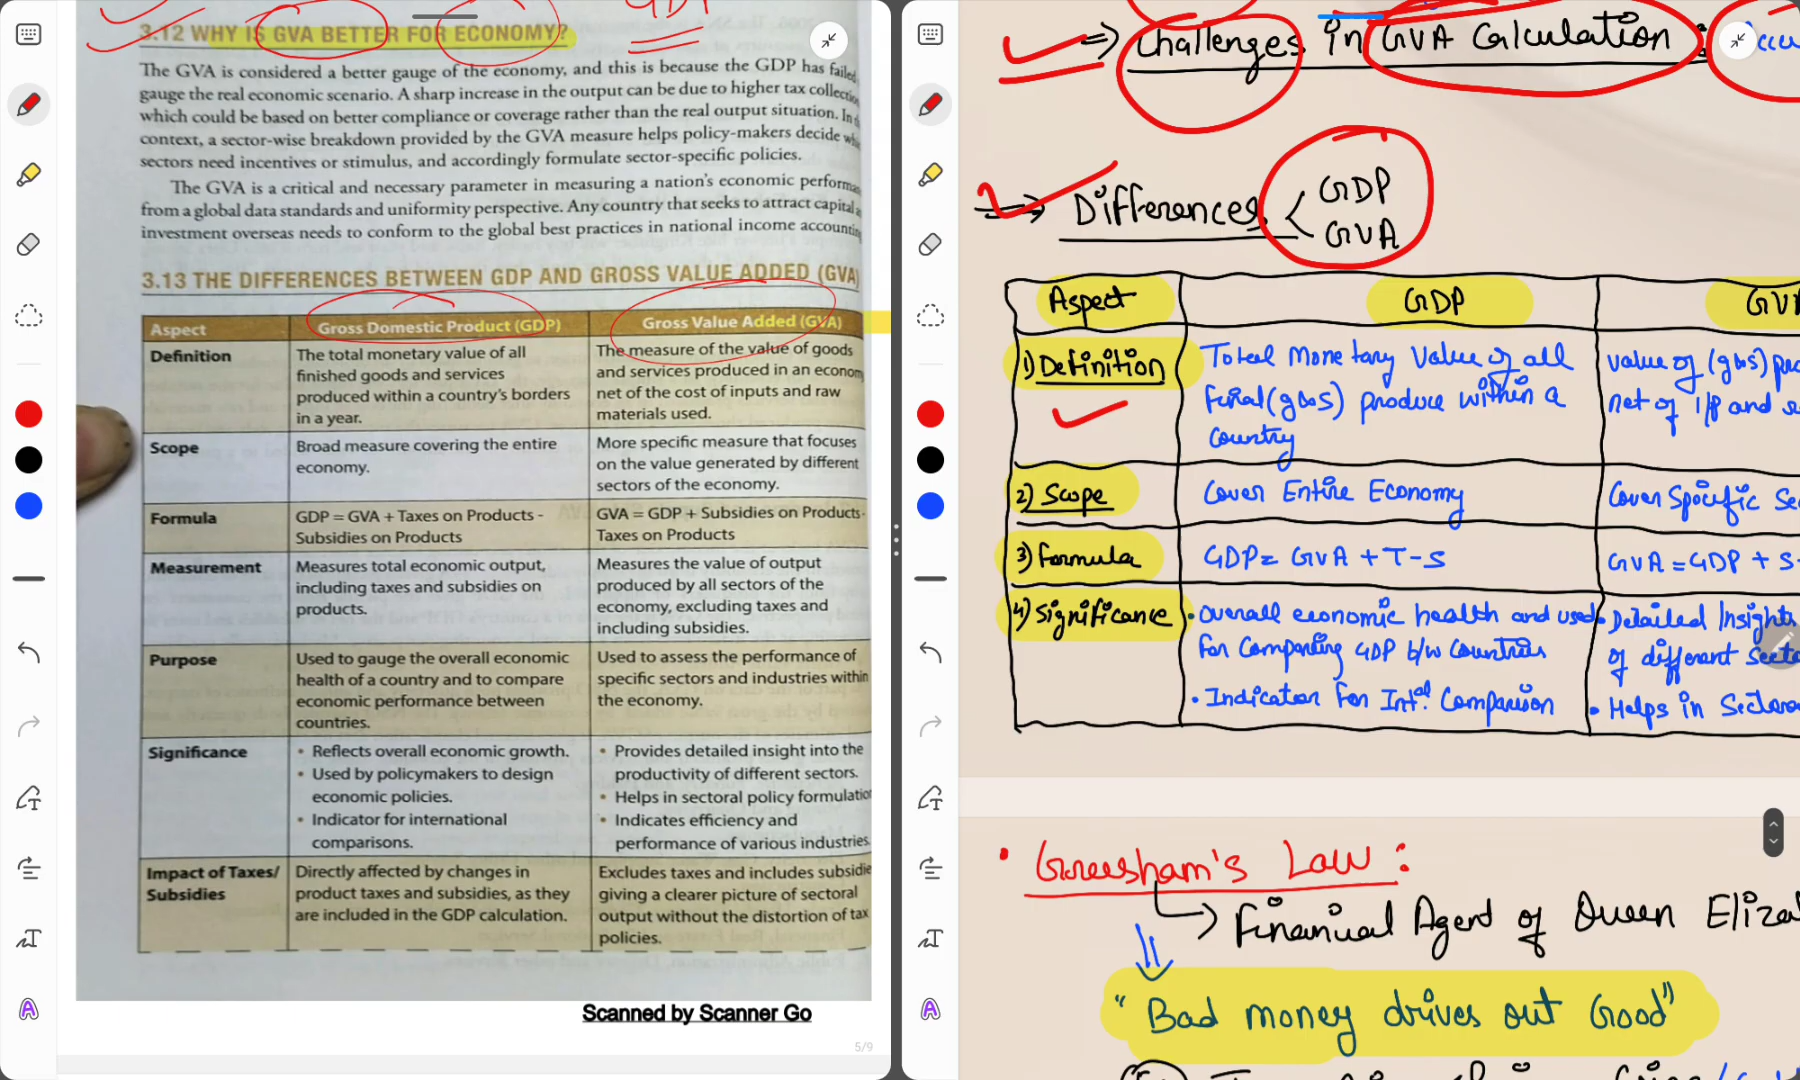 3.12 WHY IS GVA BETTER FOR ECONOMY?
The GVA is considered a better gauge of the economy, and this is because the GDP has failed
gauge the real economic scenario. A sharp increase in the output can be due to higher tax collection
which could be based on better compliance or coverage rather than the real output situation. In
context, a sector-wise breakdown provided by the GVA measure helps policy-makers decide
sectors need incentives or stimulus, and accordingly formulate sector-specific policies.
The GVA is a critical and necessary parameter in measuring a nation's economic
from a global data standards and uniformity perspective. Any country that seeks to attract capital
investment overseas needs to conform to the global best practices in national income
3.13 THE DIFFERENCES BETWEEN GDP AND GROSS VALUE ADDED (GVA)
Aspect
Gross Domestic Product (GDP)
Gross Value Added (GVA)
Definition
The total monetary value of all
finished goods and services
produced within a country's borders
in a year.
The measure of the value of goods
and services produced in an
net of the cost of inputs and raw
materials used.
Scope
Broad measure covering the entire
economy.
More specific measure that focuses
on the value generated by different
sectors of the economy.
Formula
GDP = GVA + Taxes on Products -
Subsidies on Products
GVA = GDP + Subsidies on Products-
Taxes on Products
Measurement
Measures total economic output,
including taxes and subsidies on
products.
Measures the value of output
produced by all sectors of the
economy, excluding taxes and
including subsidies.
Purpose
Used to gauge the overall economic
health of a country and to compare
economic performance between
countries.
Used to assess the performance of
specific sectors and industries within
the economy.
Significance
• Reflects overall economic growth.
• Used by policymakers to design
economic policies.
• Indicator for international
comparisons.
• Provides detailed insight into the
productivity of different sectors.
• Helps in sectoral policy
• Indicates efficiency and
performance of various industries.
Impact of Taxes/
Subsidies
Directly affected by changes in
product taxes and subsidies, as they
are included in the GDP calculation.
Excludes taxes and includes
giving a clearer picture of sectoral
output without the distortion of tax
policies.
Scanned by Scanner Go
5/9
⇒ Challenges in GVA Calculation :
⇒ Differences < GDP
GVA
Aspect
GDP
1) Definition
Total Monetary Value of all
final (g&s) produce within a
Country
value of (g&s)
net of I/P and
2) Scope
Cover Entire Economy
Cover Specific
3) Formula
GDP = GVA + T - S
GVA = GDP + S
4) Significance
• Overall economic health and used
for Comparing GDP b/w Countries
• Indicator for Intal. Comparison
• Detailed Insights
of different
• Helps in
• Gresham's Law :
→ Financial Agent of Queen
"Bad money drives out Good"